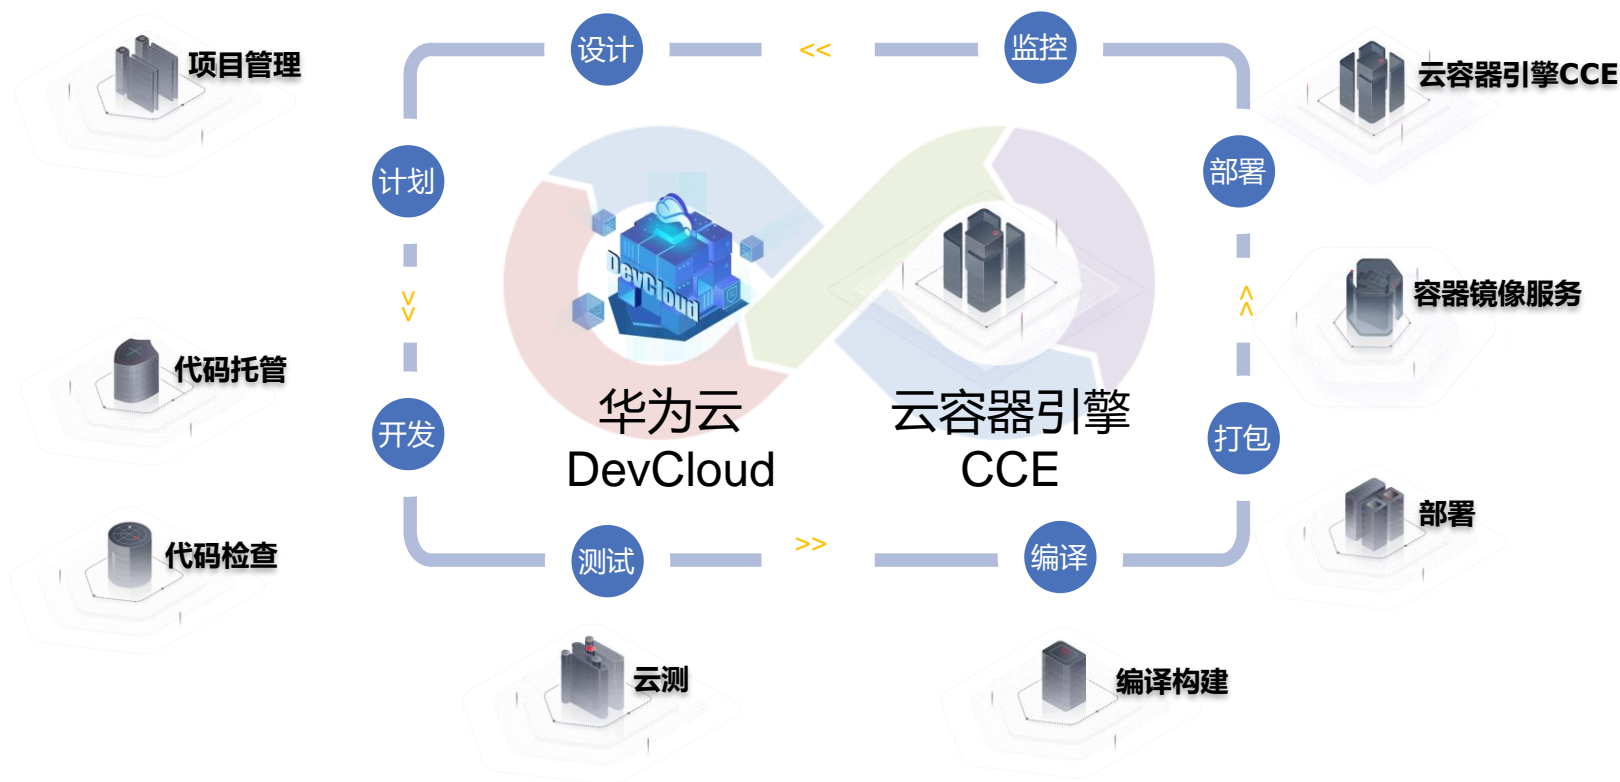 项目管理
设计
<<
监控
云容器引擎CCE
计划
部署
DevCloud
>>
<<
容器镜像服务
代码托管
华为云
DevCloud
云容器引擎
CCE
开发
打包
部署
代码检查
测试
>>
编译
云测
编译构建